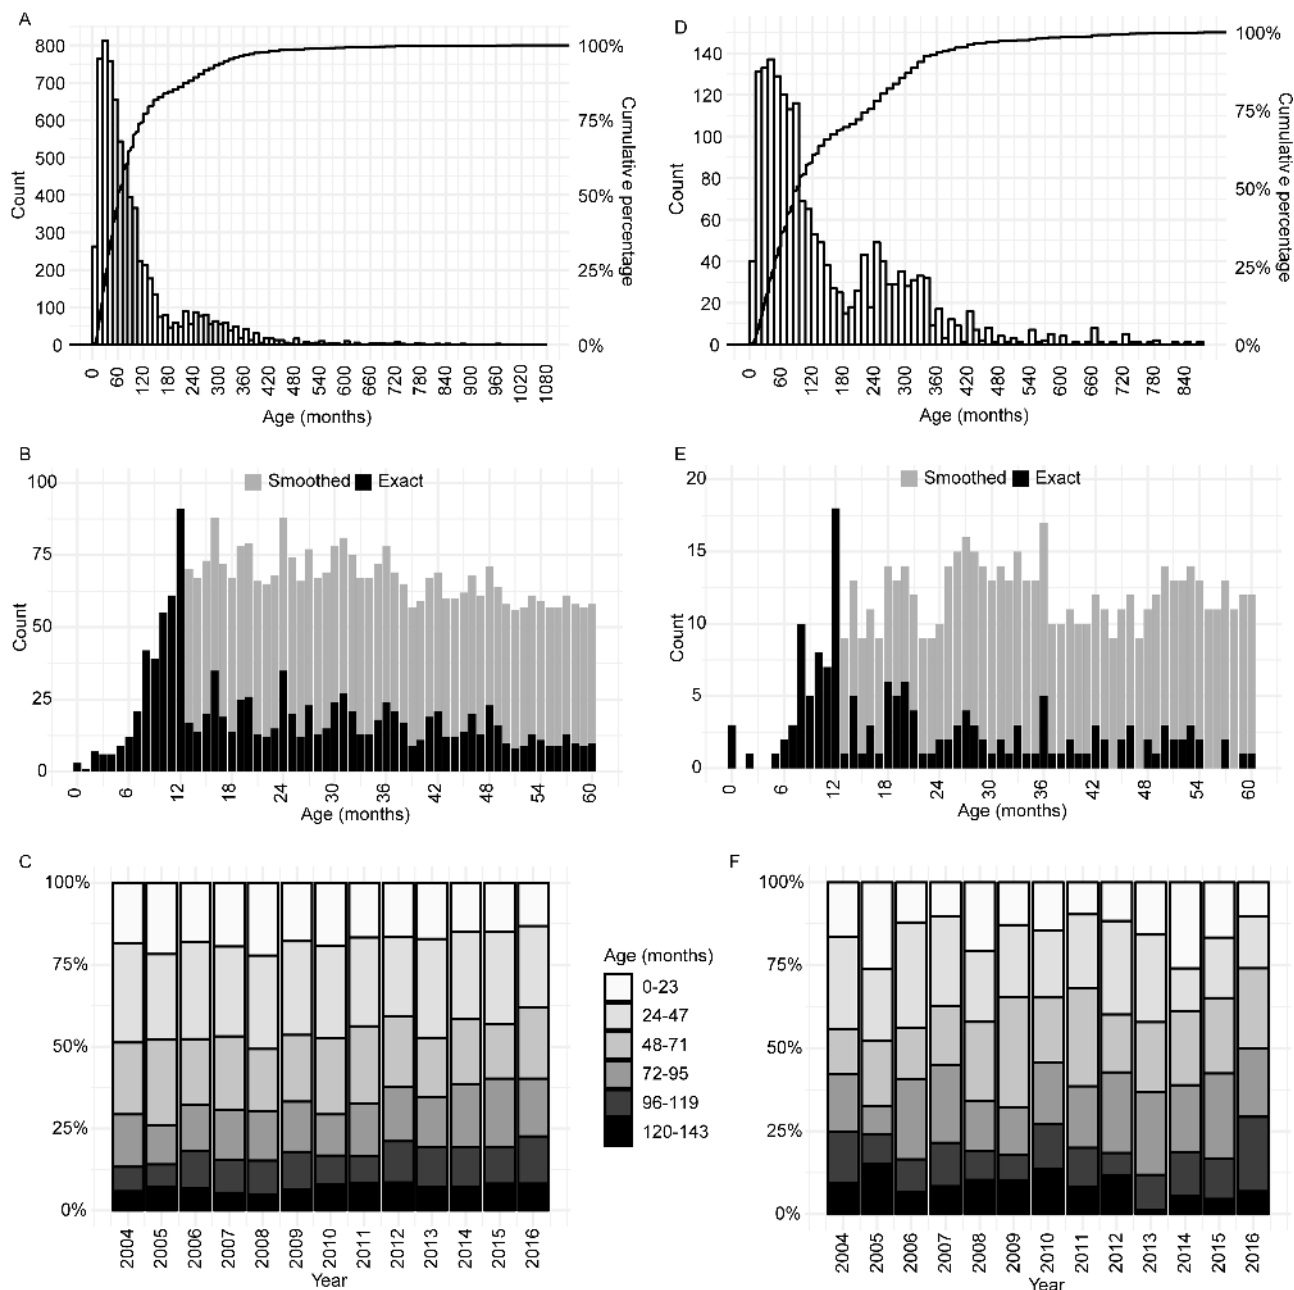 A
800
700
600
500
400
300
200
100
0
Count
100%
75%
50%
25%
0%
Cumulative percentage
0 60 120 180 240 300 360 420 480 540 600 660 720 780 840 900 960 1020 1080
Age (months)
D
140
120
100
80
60
40
20
0
Count
100%
75%
50%
25%
0%
Cumulative percentage
0 60 120 180 240 300 360 420 480 540 600 660 720 780 840
Age (months)
B
Smoothed Exact
100
75
50
25
0
Count
0 6 12 18 24 30 36 42 48 54 60
Age (months)
E
Smoothed Exact
20
15
10
5
0
Count
0 6 12 18 24 30 36 42 48 54 60
Age (months)
C
100%
75%
50%
25%
0%
2004 2005 2006 2007 2008 2009 2010 2011 2012 2013 2014 2015 2016
Year
Age (months)
0-23
24-47
48-71
72-95
96-119
120-143
F
100%
75%
50%
25%
0%
2004 2005 2006 2007 2008 2009 2010 2011 2012 2013 2014 2015 2016
Year